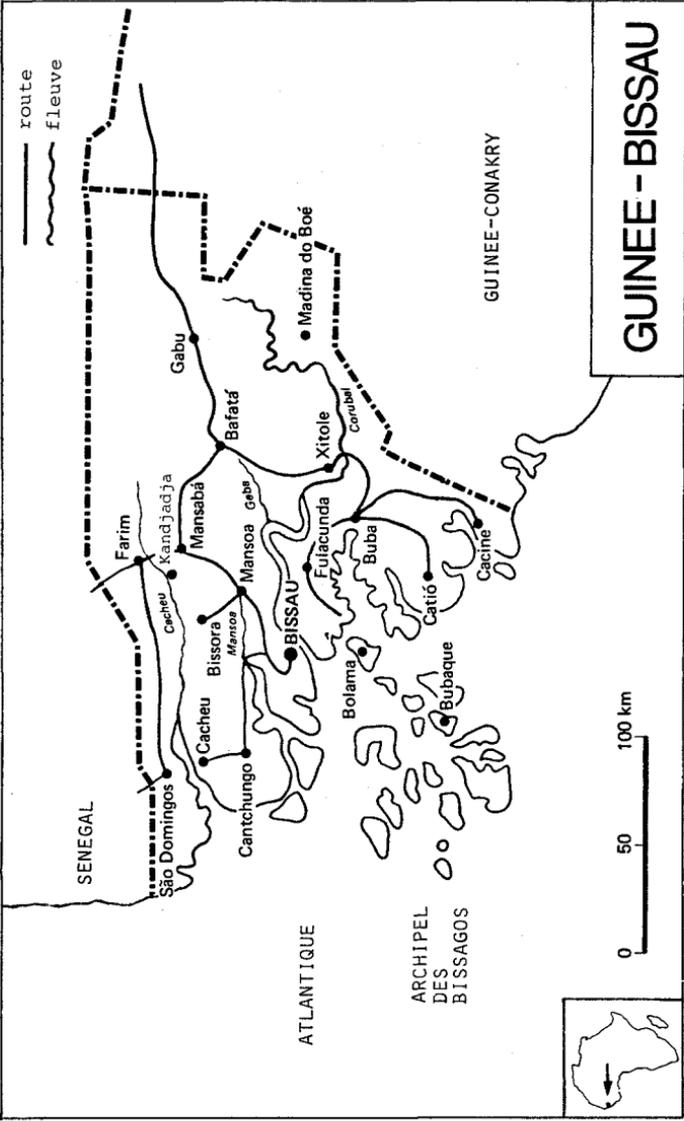 route
fleuve
SENEGAL
GUINEE-CONAKRY
GUINEE-BISSAU
ATLANTIQUE
ARCHIPEL
DES
BISSAGOS
São Domingos
Farim
Cacheu
Kandjadja
Mansabá
Cacheu
Bissora
Mansoa
Mansoa
Cantchungo
Bafatá
Gabu
Geba
Madina do Boé
Xitole
Corubal
BISSAU
Fulacunda
Buba
Bolama
Catió
Cacine
Bubaque
0 50 100 km